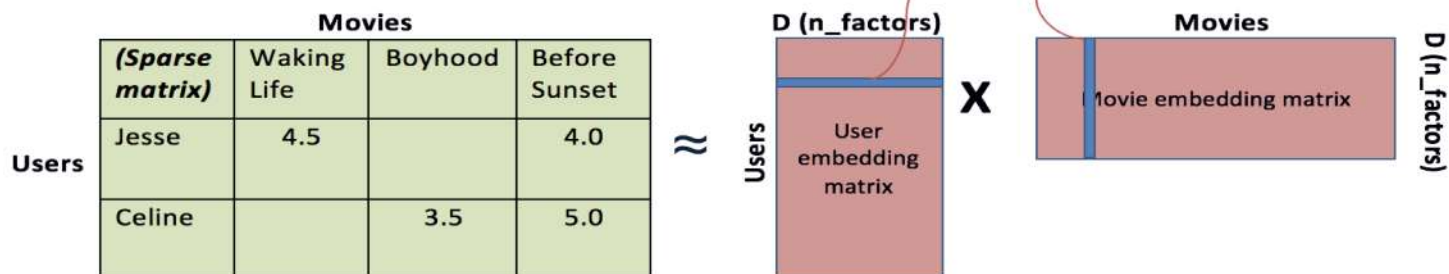 Movies
(Sparse matrix)
Waking Life
Boyhood
Before Sunset
Users
Jesse
4.5
4.0
Celine
3.5
5.0
≈
D (n_factors)
Users
User
embedding
matrix
X
Movies
Movie embedding matrix
D (n_factors)